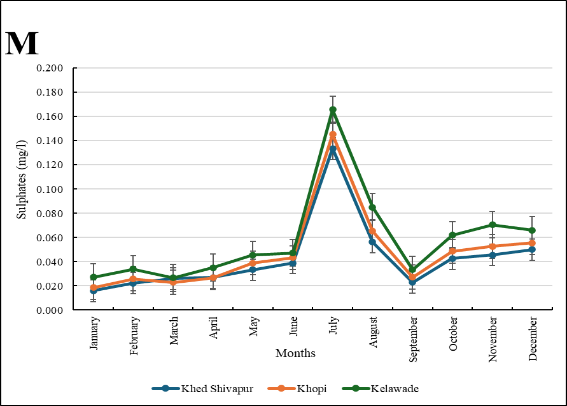 M
0.200
0.180
0.160
0.140
0.120
0.100
0.080
0.060
0.040
0.020
0.000
Sulphates (mg/l)
January
February
March
April
May
June
July
August
September
October
November
December
Months
Khed Shivapur Khopi Kelawade